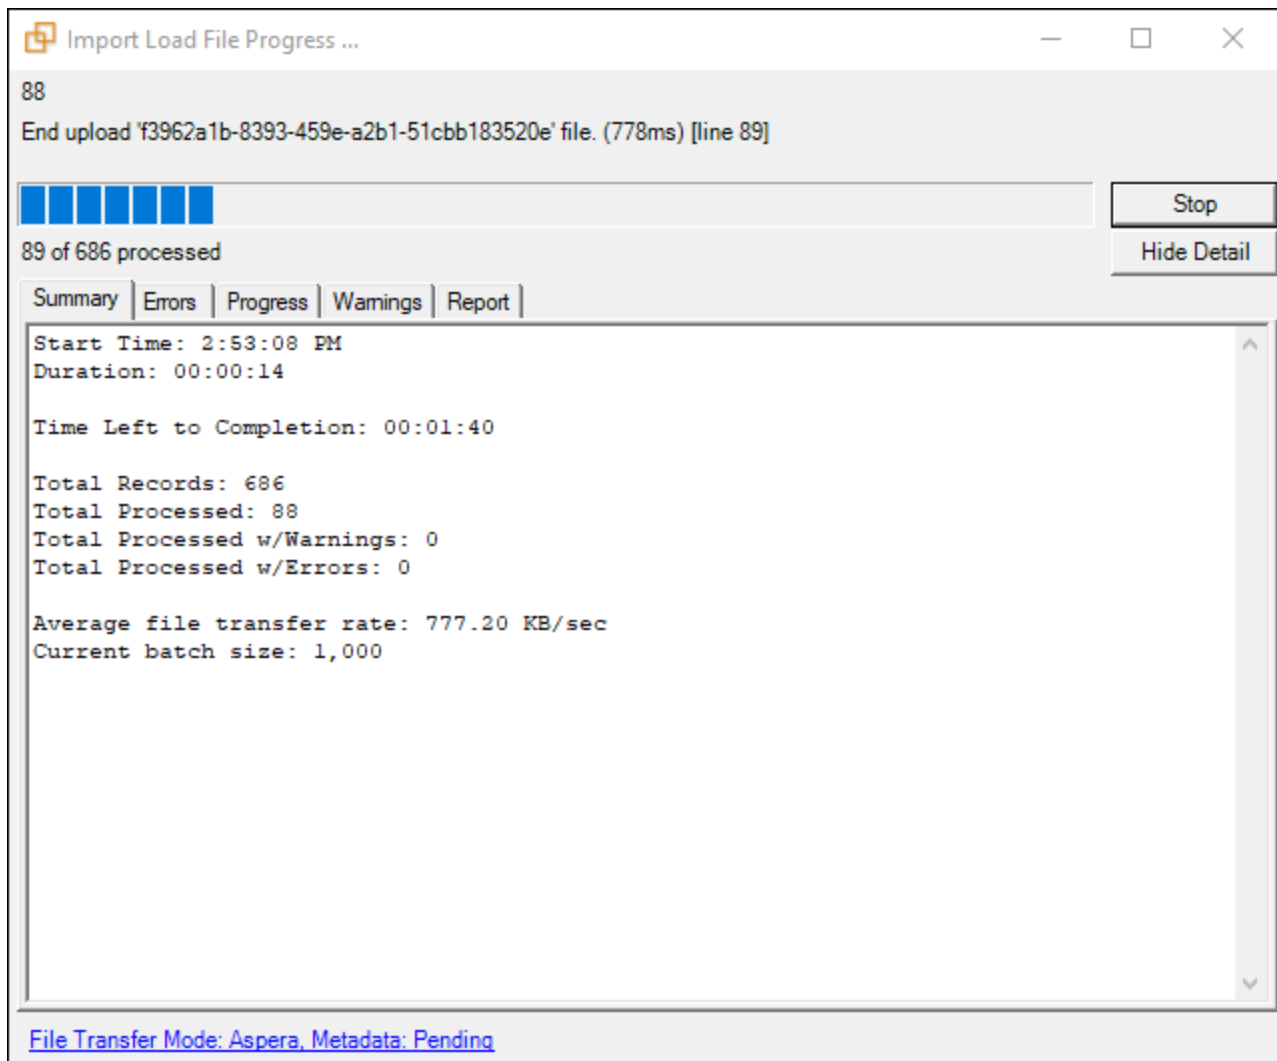 Import Load File Progress ...
88
End upload 'f3962a1b-8393-459e-a2b1-51cbb183520e' file. (778ms) [line 89]
Stop
89 of 686 processed
Hide Detail
Summary Errors Progress Warnings Report
Start Time: 2:53:08 PM
Duration: 00:00:14
Time Left to Completion: 00:01:40
Total Records: 686
Total Processed: 88
Total Processed w/Warnings: 0
Total Processed w/Errors: 0
Average file transfer rate: 777.20 KB/sec
Current batch size: 1,000
File Transfer Mode: Aspera, Metadata: Pending